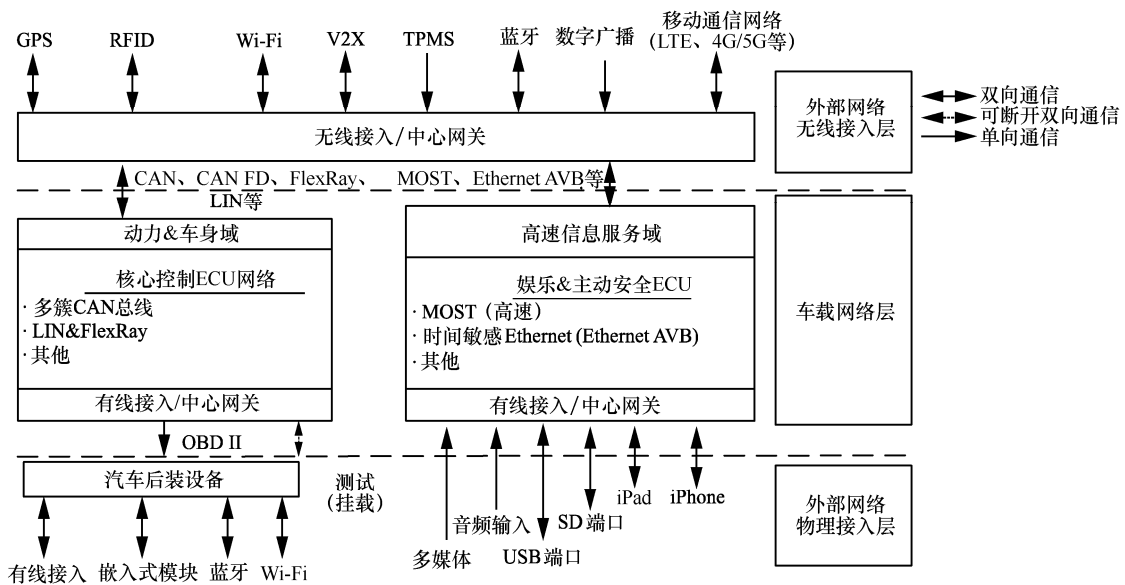 GPS
RFID
Wi-Fi
V2X
TPMS
蓝牙
数字广播
移动通信网络
(LTE、4G/5G等)
无线接入/中心网关
外部网络
无线接入层
双向通信
可断开双向通信
单向通信
CAN、CAN FD、FlexRay、
LIN等
MOST、Ethernet AVB等
动力&车身域
核心控制ECU网络
· 多簇CAN总线
· LIN&FlexRay
· 其他
有线接入/中心网关
高速信息服务域
娱乐&主动安全ECU
· MOST (高速)
· 时间敏感Ethernet (Ethernet AVB)
· 其他
有线接入/中心网关
车载网络层
OBD II
汽车后装设备
测试
(挂载)
有线接入
嵌入式模块
蓝牙
Wi-Fi
多媒体
音频输入
USB端口
SD端口
iPad
iPhone
外部网络
物理接入层